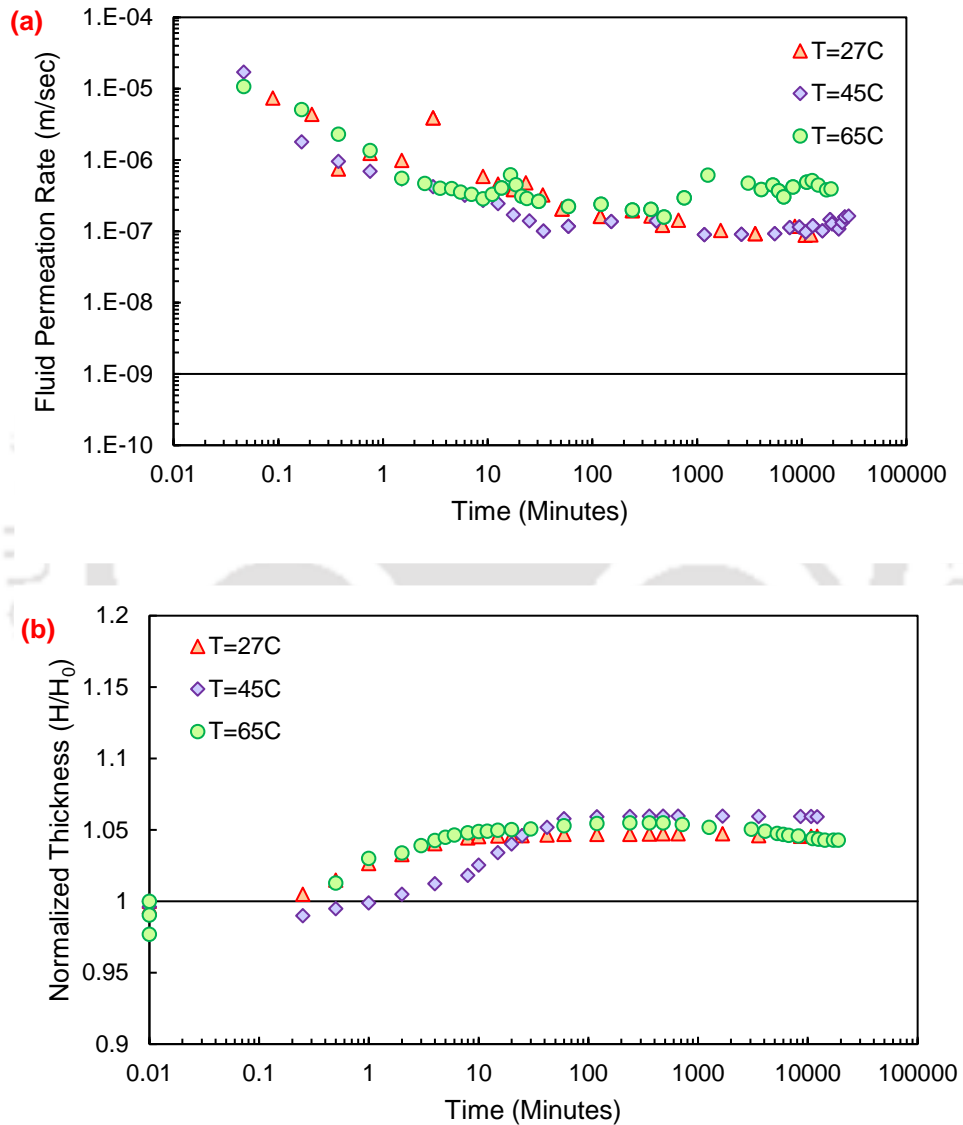 (a)
Fluid Permeation Rate (m/sec)
1.E-04
1.E-05
1.E-06
1.E-07
1.E-08
1.E-09
1.E-10
T=27C
T=45C
T=65C
0.01 0.1 1 10 100 1000 10000 100000
Time (Minutes)
(b)
Normalized Thickness (H/H₀)
1.2
1.15
1.1
1.05
1
0.95
0.9
T=27C
T=45C
T=65C
0.01 0.1 1 10 100 1000 10000 100000
Time (Minutes)